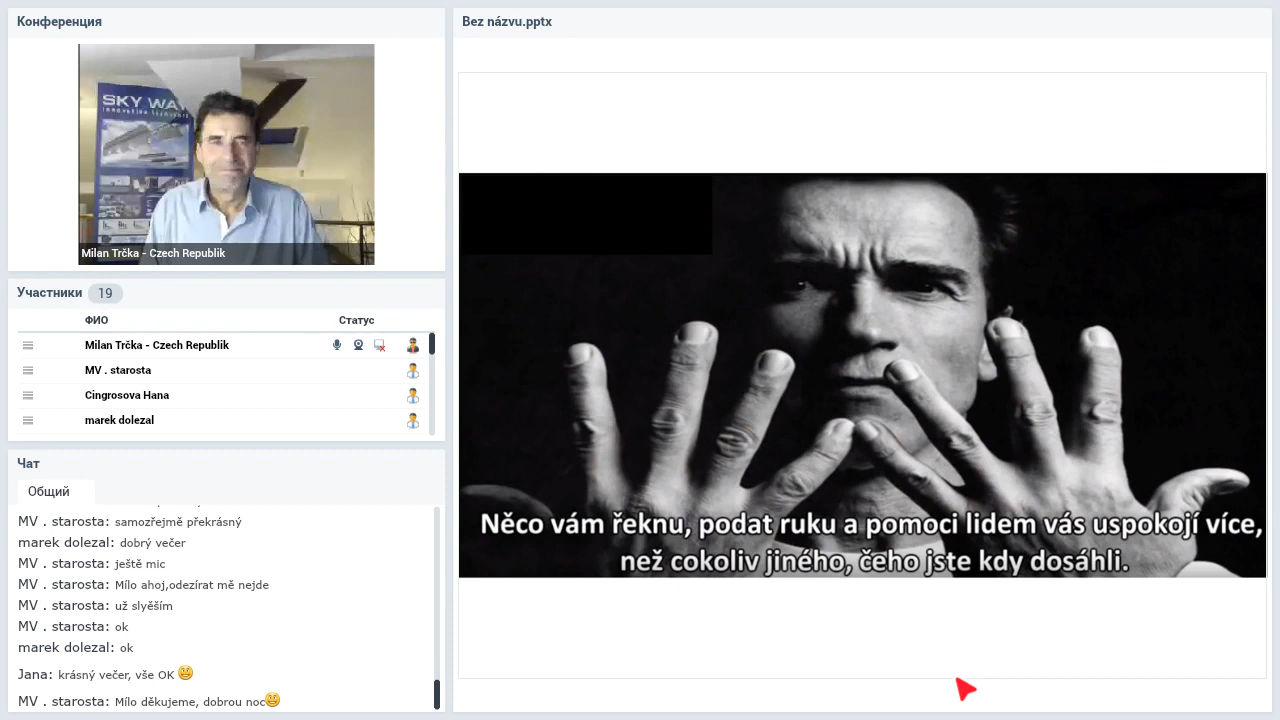 Конференция
SKY WAY
Milan Trčka - Czech Republik
Участники 19
ФИО Статус
Milan Trčka - Czech Republik
MV . starosta
Cingrosova Hana
marek dolezal
Чат
Общий
MV . starosta: samozřejmě překrásný
marek dolezal: dobrý večer
MV . starosta: ještě mic
MV . starosta: Mílo ahoj,odezírat mě nejde
MV . starosta: už slyěším
MV . starosta: ok
marek dolezal: ok
Jana: krásný večer, vše OK
MV . starosta: Mílo děkujeme, dobrou noc
Bez názvu.pptx
Něco vám řeknu, podat ruku a pomoci lidem vás uspokojí více,
než cokoliv jiného, čeho jste kdy dosáhli.